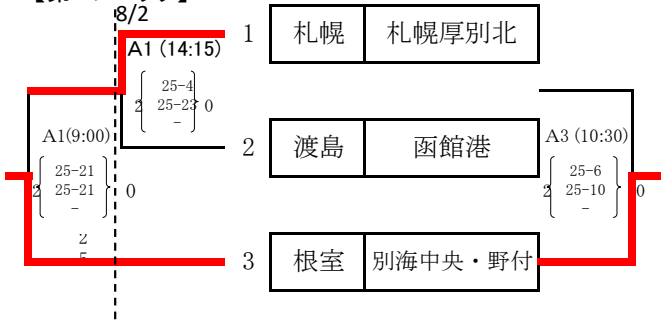 8/2
A1 (14:15)
1 札幌 札幌厚別北
25-4
2 25-23 0
-
A1(9:00)
2 渡島 函館港
A3 (10:30)
25-21
2 25-21 0
-
25-6
2 25-10 0
-
2
3 根室 別海中央・野付